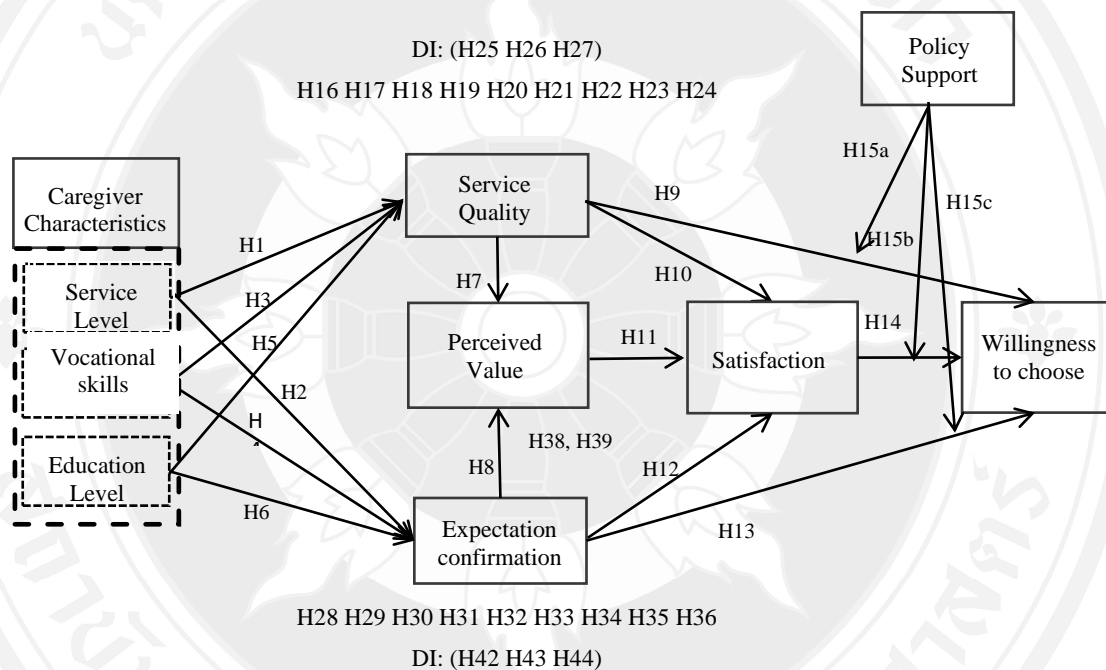 DI: (H25 H26 H27)
H16 H17 H18 H19 H20 H21 H22 H23 H24
Policy
Support
H15a
H15c
H15b
Caregiver
Characteristics
Service
Level
Vocational
skills
Education
Level
H1
H3
H5
H2
H
H6
Service
Quality
H7
Perceived
Value
H8
H38, H39
Expectation
confirmation
H9
H10
H11
H12
H13
Satisfaction
H14
Willingness
to choose
H28 H29 H30 H31 H32 H33 H34 H35 H36
DI: (H42 H43 H44)